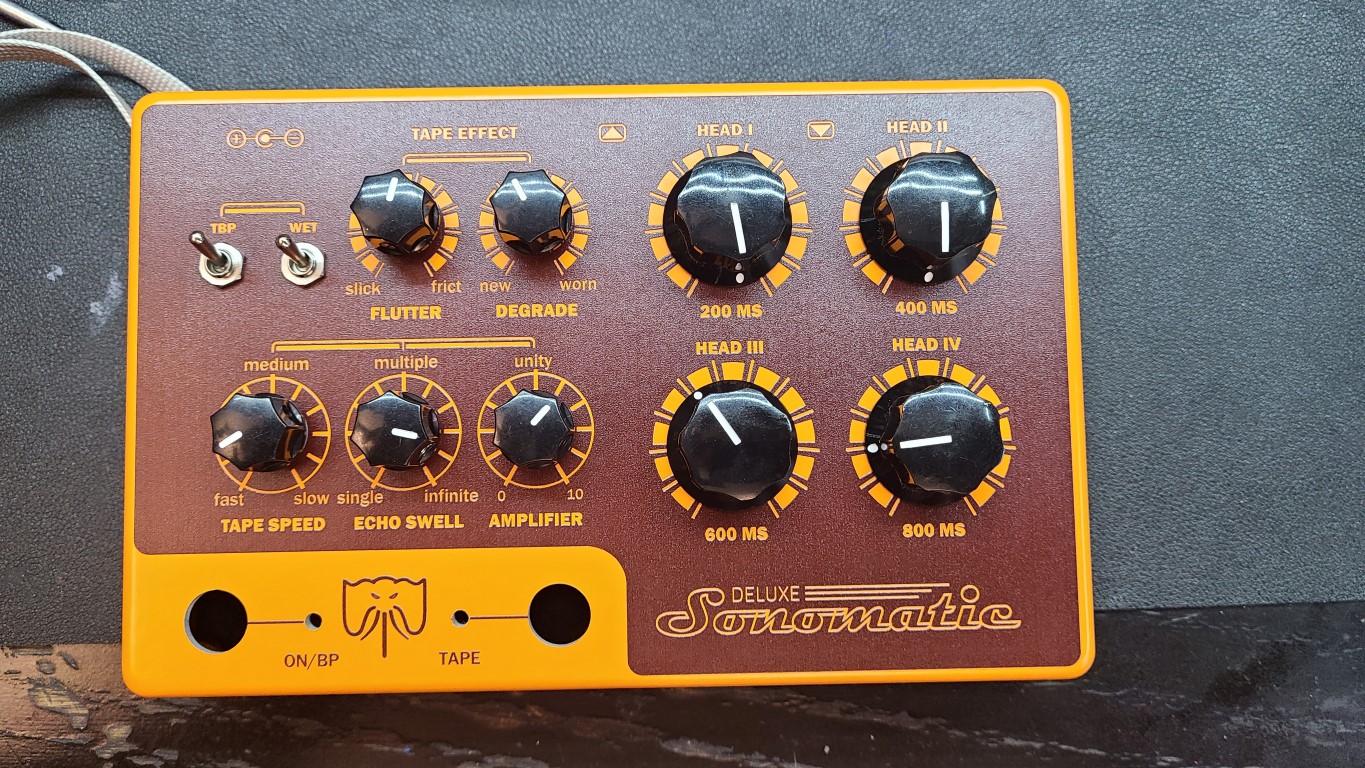 TAPE EFFECT
HEAD I
HEAD II
TBP
WET
slick
frict
new
worn
FLUTTER
DEGRADE
200 MS
400 MS
medium
multiple
unity
HEAD III
HEAD IV
fast
slow
single
infinite
0
10
TAPE SPEED
ECHO SWELL
AMPLIFIER
600 MS
800 MS
DELUXE
Sonomatic
ON/BP
TAPE